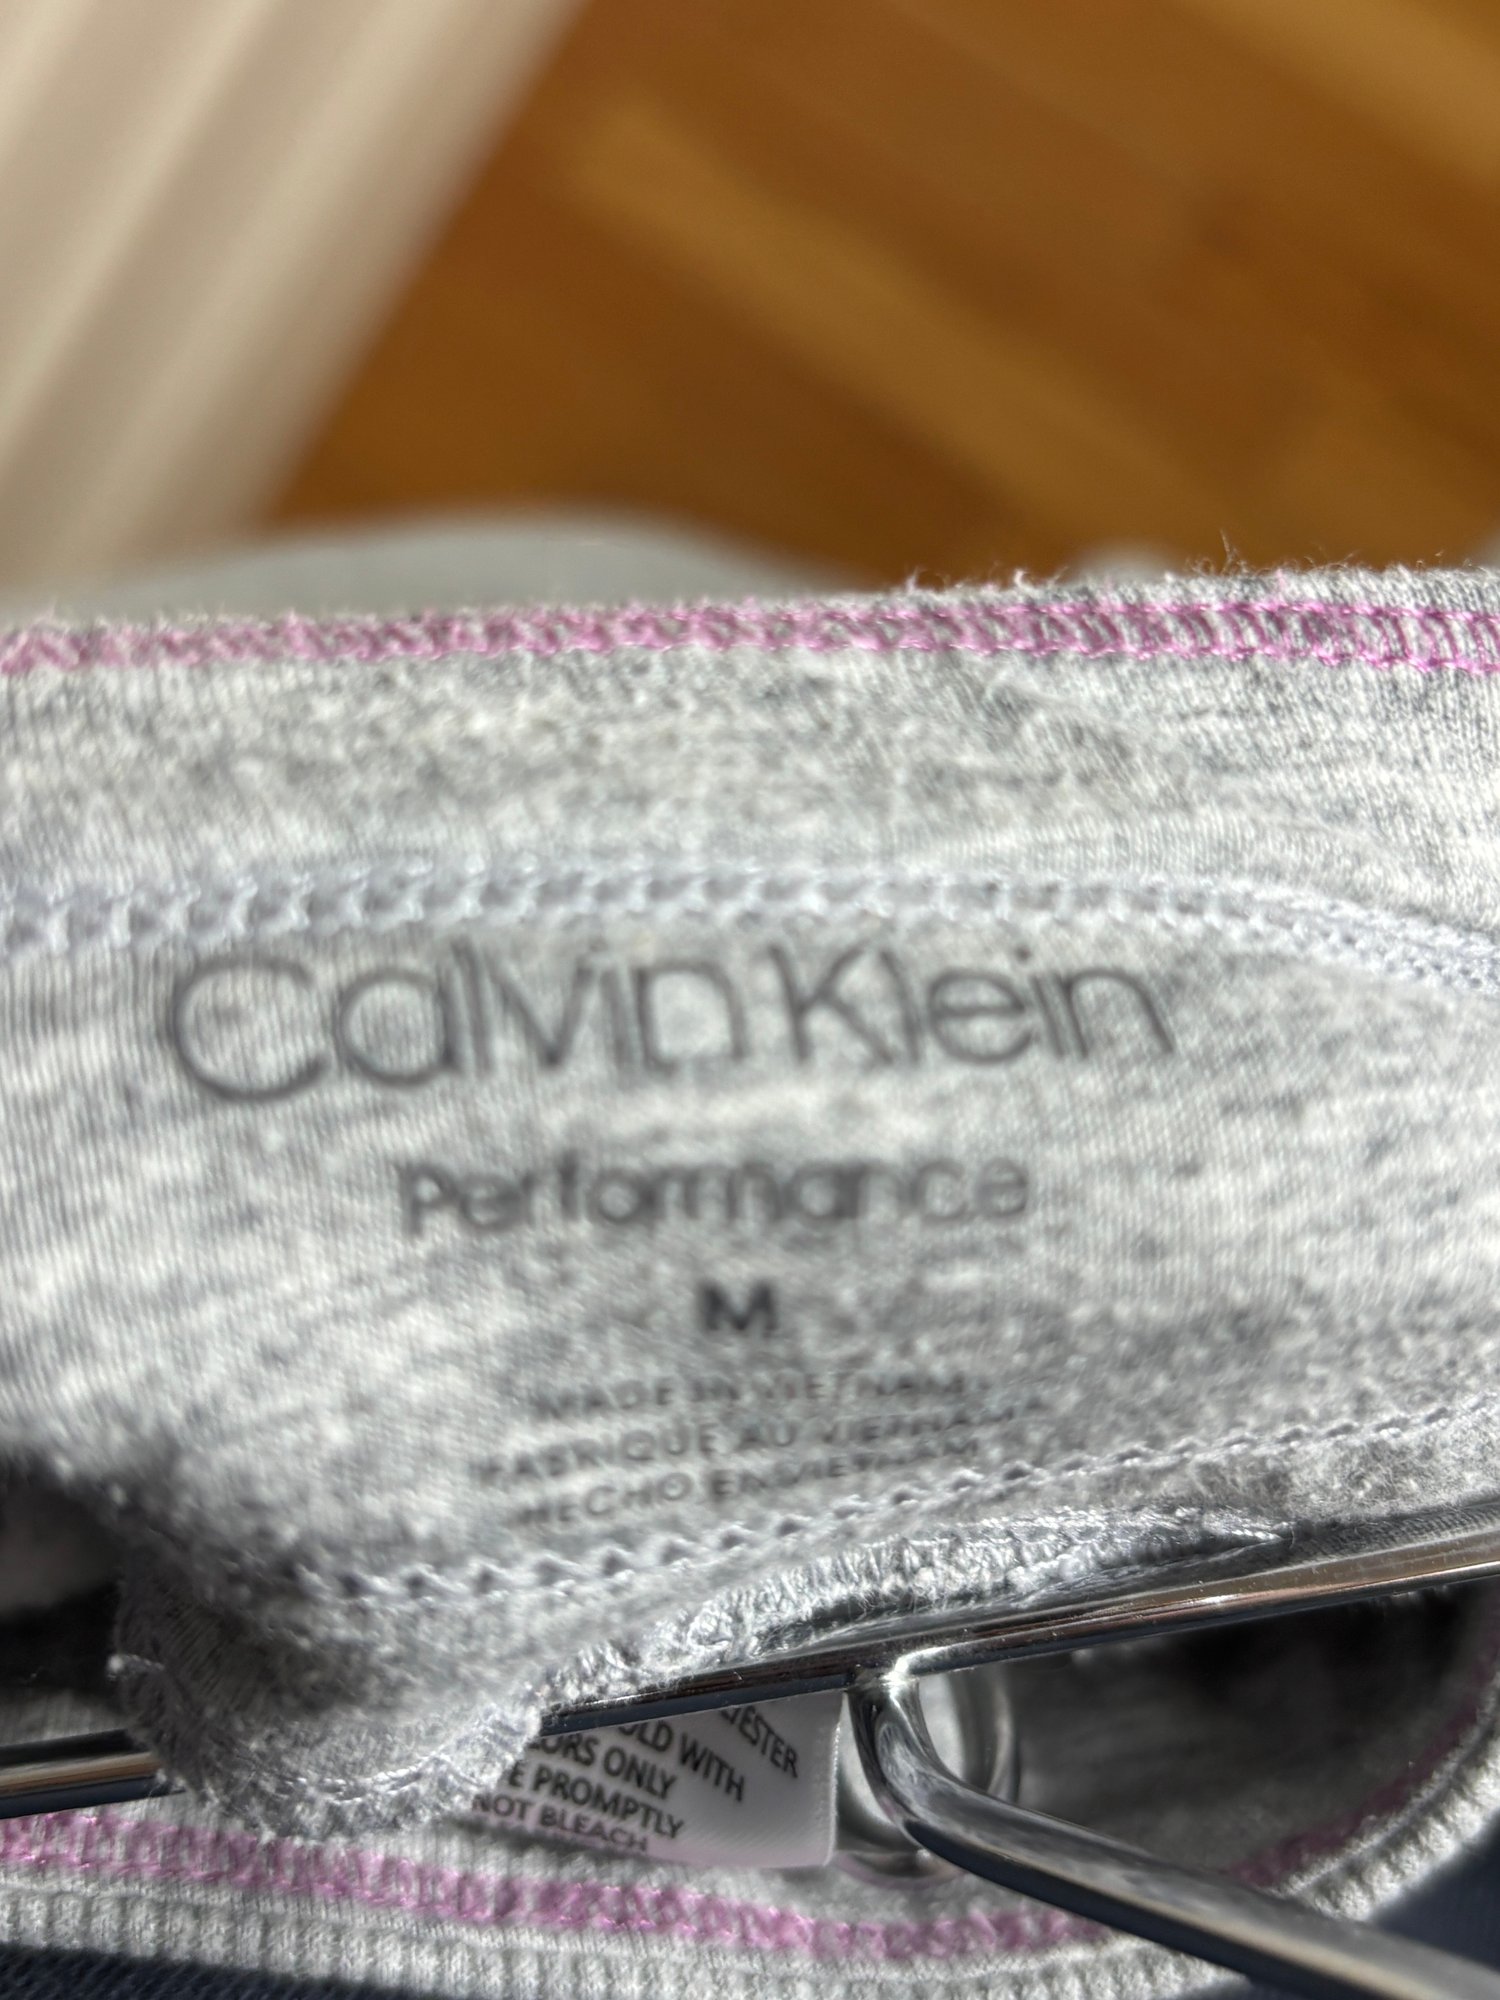 Calvin Klein
Performance
M
MADE IN VIETNAM
FABRIQUE AU VIETNAM
HECHO EN VIETNAM
OLD WITH
ORS ONLY
E PROMPTLY
NOT BLEACH